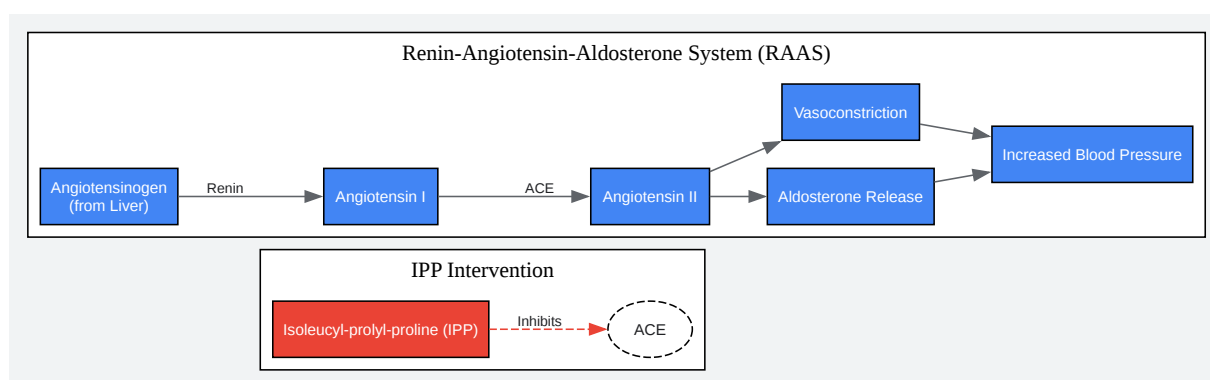 Renin-Angiotensin-Aldosterone System (RAAS)
Vasoconstriction
Increased Blood Pressure
Angiotensinogen
(from Liver)
Renin
Angiotensin I
ACE
Angiotensin II
Aldosterone Release
IPP Intervention
Isoleucyl-prolyl-proline (IPP)
Inhibits
ACE